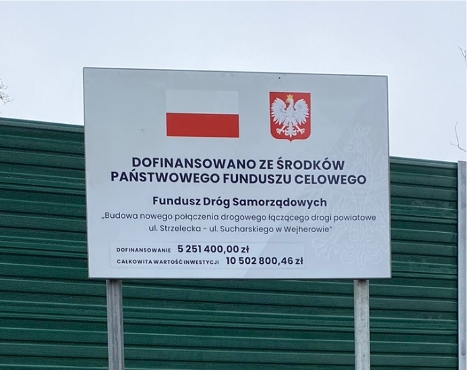 DOFINANSOWANO ZE ŚRODKÓW
PAŃSTWOWEGO FUNDUSZU CELOWEGO
Fundusz Dróg Samorządowych
„Budowa nowego połączenia drogowego łączącego drogi powiatowe
ul. Strzelecka - ul. Sucharskiego w Wejherowie”
DOFINANSOWANIE 5 251 400,00 zł
CAŁKOWITA WARTOŚĆ INWESTYCJI 10 502 800,46 zł